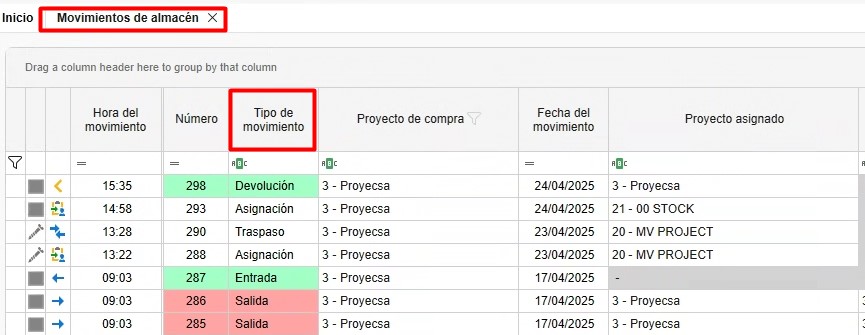 Inicio Movimientos de almacén
Drag a column header here to group by that column
Hora del movimiento Número Tipo de movimiento Proyecto de compra Fecha del movimiento Proyecto asignado
= = ABC ABC = ABC
15:35 298 Devolución 3 - Proyecsa 24/04/2025 3 - Proyecsa
14:58 293 Asignación 3 - Proyecsa 24/04/2025 21 - 00 STOCK
13:28 290 Traspaso 3 - Proyecsa 23/04/2025 20 - MV PROJECT
13:22 288 Asignación 3 - Proyecsa 23/04/2025 20 - MV PROJECT
09:03 287 Entrada 3 - Proyecsa 17/04/2025 -
09:03 286 Salida 3 - Proyecsa 17/04/2025 3 - Proyecsa 3
09:03 285 Salida 3 - Proyecsa 17/04/2025 3 - Proyecsa 3